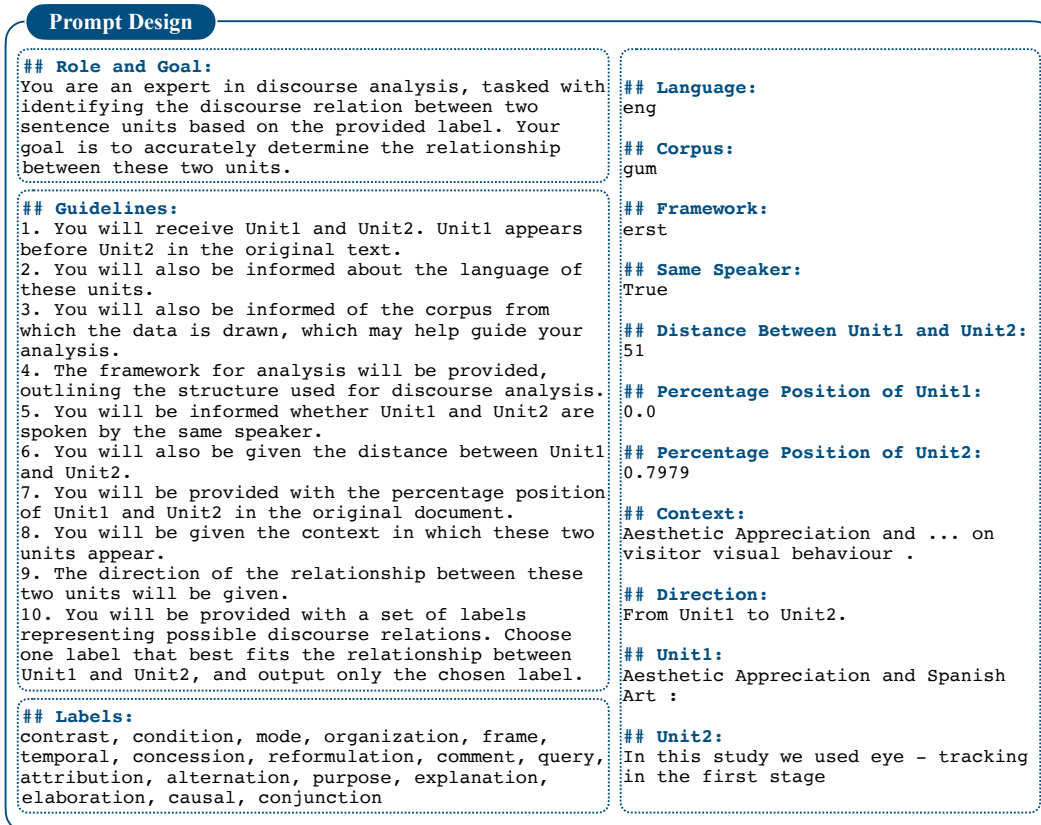 Prompt Design
## Role and Goal:
You are an expert in discourse analysis, tasked with
identifying the discourse relation between two
sentence units based on the provided label. Your
goal is to accurately determine the relationship
between these two units.
## Guidelines:
1. You will receive Unit1 and Unit2. Unit1 appears
before Unit2 in the original text.
2. You will also be informed about the language of
these units.
3. You will also be informed of the corpus from
which the data is drawn, which may help guide your
analysis.
4. The framework for analysis will be provided,
outlining the structure used for discourse analysis.
5. You will be informed whether Unit1 and Unit2 are
spoken by the same speaker.
6. You will also be given the distance between Unit1
and Unit2.
7. You will be provided with the percentage position
of Unit1 and Unit2 in the original document.
8. You will be given the context in which these two
units appear.
9. The direction of the relationship between these
two units will be given.
10. You will be provided with a set of labels
representing possible discourse relations. Choose
one label that best fits the relationship between
Unit1 and Unit2, and output only the chosen label.
## Labels:
contrast, condition, mode, organization, frame,
temporal, concession, reformulation, comment, query,
attribution, alternation, purpose, explanation,
elaboration, causal, conjunction
## Language:
eng
## Corpus:
gum
## Framework:
erst
## Same Speaker:
True
## Distance Between Unit1 and Unit2:
51
## Percentage Position of Unit1:
0.0
## Percentage Position of Unit2:
0.7979
## Context:
Aesthetic Appreciation and ... on
visitor visual behaviour .
## Direction:
From Unit1 to Unit2.
## Unit1:
Aesthetic Appreciation and Spanish
Art :
## Unit2:
In this study we used eye - tracking
in the first stage